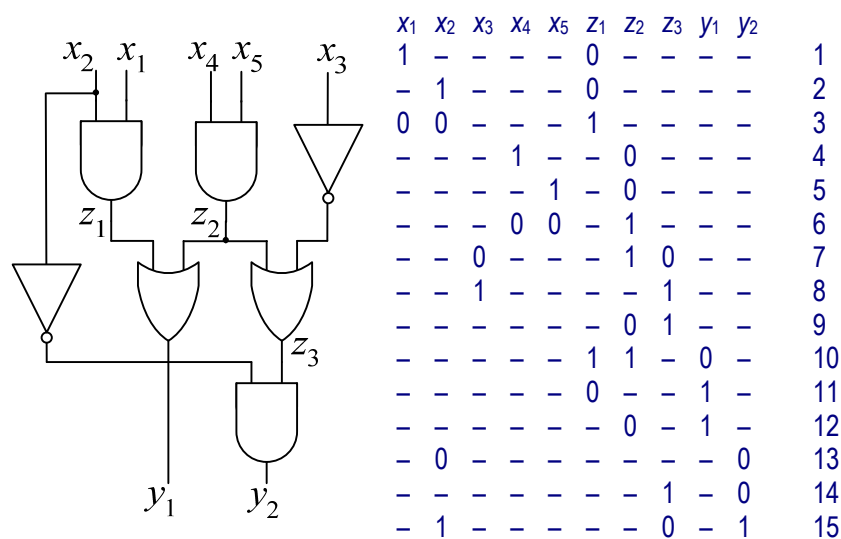 x₂ x₁ x₄ x₅ x₃
z₁ z₂
z₃
y₁ y₂
x₁ x₂ x₃ x₄ x₅ z₁ z₂ z₃ y₁ y₂
1 – – – – 0 – – – – 1
– 1 – – – 0 – – – – 2
0 0 – – – 1 – – – – 3
– – – 1 – – 0 – – – 4
– – – – 1 – 0 – – – 5
– – – 0 0 – 1 – – – 6
– – 0 – – – 1 0 – – 7
– – 1 – – – – 1 – – 8
– – – – – – 0 1 – – 9
– – – – – 1 1 – 0 – 10
– – – – – 0 – – 1 – 11
– – – – – – 0 – 1 – 12
– 0 – – – – – – – 0 13
– – – – – – – 1 – 0 14
– 1 – – – – – 0 – 1 15